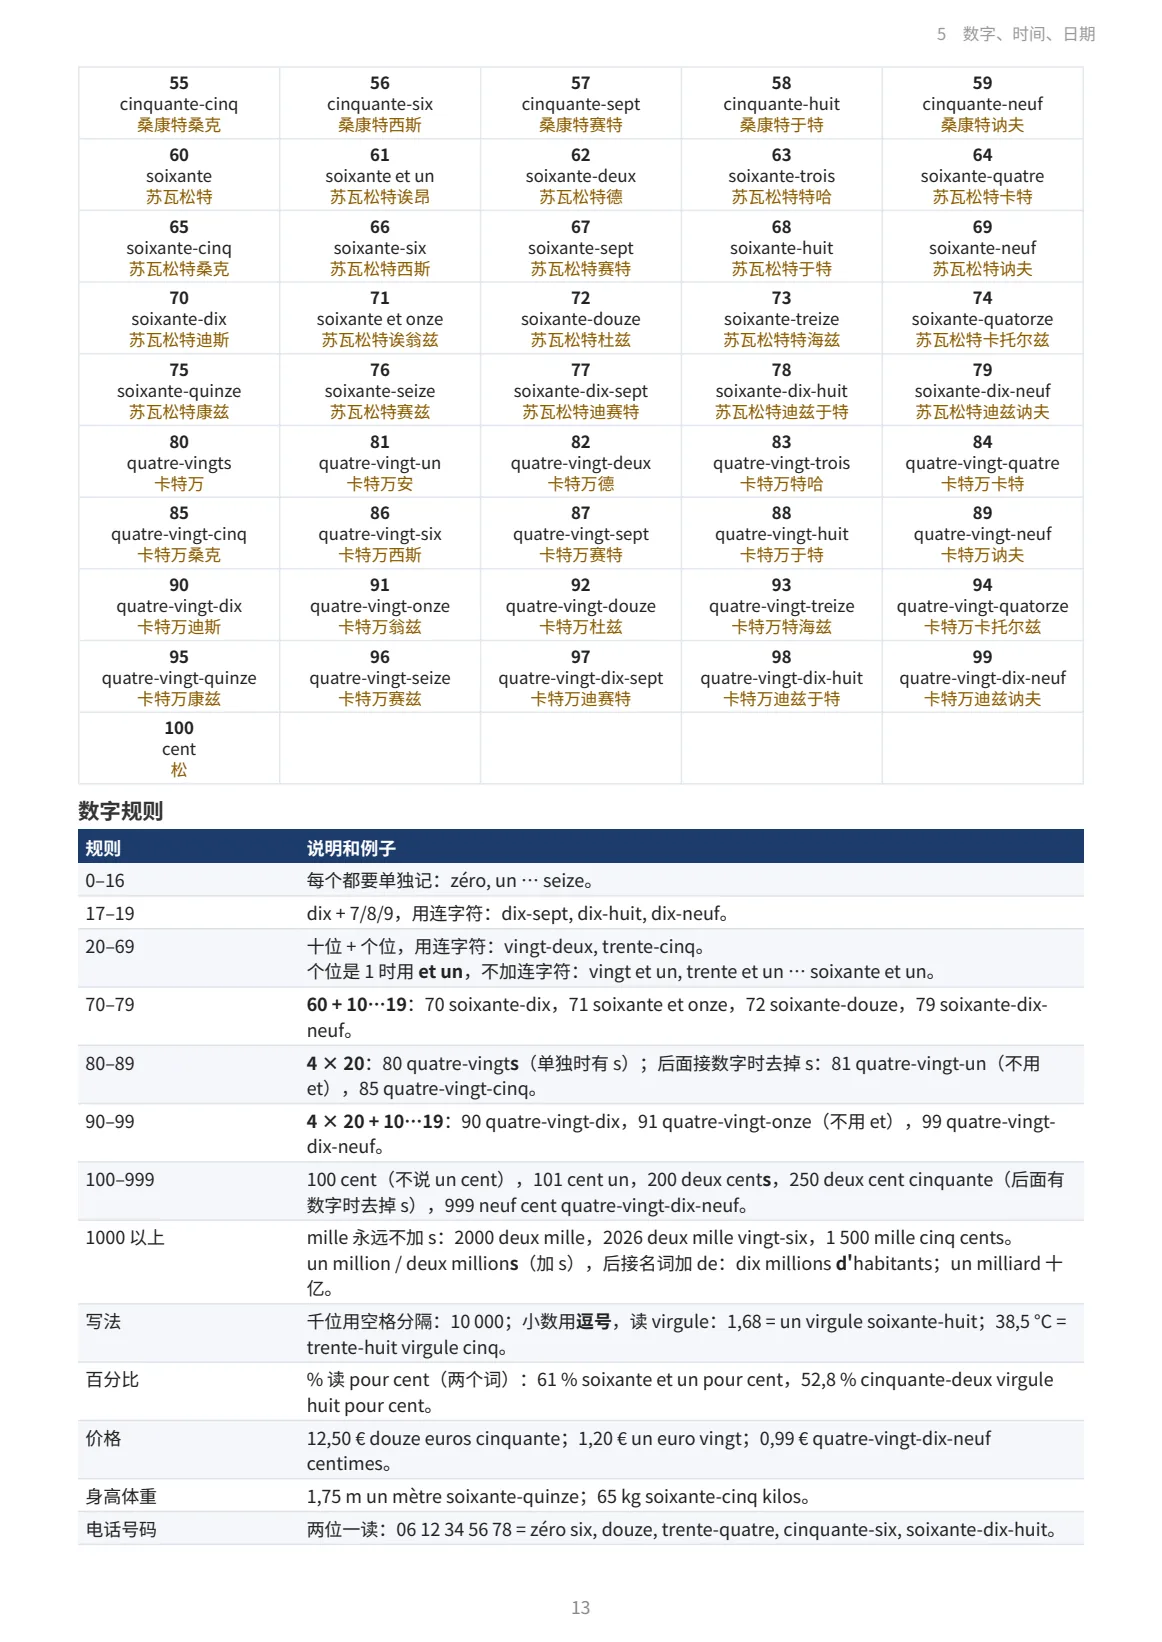 5 数字、时间、日期
55 56 57 58 59
cinquante-cinq cinquante-six cinquante-sept cinquante-huit cinquante-neuf
桑康特桑克 桑康特西斯 桑康特赛特 桑康特于特 桑康特讷夫
60 61 62 63 64
soixante soixante et un soixante-deux soixante-trois soixante-quatre
苏瓦松特 苏瓦松特诶昂 苏瓦松特德 苏瓦松特特哈 苏瓦松特卡特
65 66 67 68 69
soixante-cinq soixante-six soixante-sept soixante-huit soixante-neuf
苏瓦松特桑克 苏瓦松特西斯 苏瓦松特赛特 苏瓦松特于特 苏瓦松特讷夫
70 71 72 73 74
soixante-dix soixante et onze soixante-douze soixante-treize soixante-quatorze
苏瓦松特迪斯 苏瓦松特诶翁兹 苏瓦松特杜兹 苏瓦松特特海兹 苏瓦松特卡托尔兹
75 76 77 78 79
soixante-quinze soixante-seize soixante-dix-sept soixante-dix-huit soixante-dix-neuf
苏瓦松特康兹 苏瓦松特赛兹 苏瓦松特迪赛特 苏瓦松特迪兹于特 苏瓦松特迪兹讷夫
80 81 82 83 84
quatre-vingts quatre-vingt-un quatre-vingt-deux quatre-vingt-trois quatre-vingt-quatre
卡特万 卡特万安 卡特万德 卡特万特哈 卡特万卡特
85 86 87 88 89
quatre-vingt-cinq quatre-vingt-six quatre-vingt-sept quatre-vingt-huit quatre-vingt-neuf
卡特万桑克 卡特万西斯 卡特万赛特 卡特万于特 卡特万讷夫
90 91 92 93 94
quatre-vingt-dix quatre-vingt-onze quatre-vingt-douze quatre-vingt-treize quatre-vingt-quatorze
卡特万迪斯 卡特万翁兹 卡特万杜兹 卡特万特海兹 卡特万卡托尔兹
95 96 97 98 99
quatre-vingt-quinze quatre-vingt-seize quatre-vingt-dix-sept quatre-vingt-dix-huit quatre-vingt-dix-neuf
卡特万康兹 卡特万赛兹 卡特万迪赛特 卡特万迪兹于特 卡特万迪兹讷夫
100
cent
松
数字规则
规则 说明和例子
0–16 每个都要单独记：zéro, un … seize。
17–19 dix + 7/8/9，用连字符：dix-sept, dix-huit, dix-neuf。
20–69 十位 + 个位，用连字符：vingt-deux, trente-cinq。
个位是 1 时用 et un，不加连字符：vingt et un, trente et un … soixante et un。
70–79 60 + 10…19：70 soixante-dix，71 soixante et onze，72 soixante-douze，79 soixante-dix-
neuf。
80–89 4 × 20：80 quatre-vingts（单独时有 s）；后面接数字时去掉 s：81 quatre-vingt-un（不用
et），85 quatre-vingt-cinq。
90–99 4 × 20 + 10…19：90 quatre-vingt-dix，91 quatre-vingt-onze（不用 et），99 quatre-vingt-
dix-neuf。
100–999 100 cent（不说 un cent），101 cent un，200 deux cents，250 deux cent cinquante（后面有
数字时去掉 s），999 neuf cent quatre-vingt-dix-neuf。
1000 以上 mille 永远不加 s：2000 deux mille，2026 deux mille vingt-six，1 500 mille cinq cents。
un million / deux millions（加 s），后接名词加 de：dix millions d'habitants；un milliard 十
亿。
写法 千位用空格分隔：10 000；小数用逗号，读 virgule：1,68 = un virgule soixante-huit；38,5 °C =
trente-huit virgule cinq。
百分比 % 读 pour cent（两个词）：61 % soixante et un pour cent，52,8 % cinquante-deux virgule
huit pour cent。
价格 12,50 € douze euros cinquante；1,20 € un euro vingt；0,99 € quatre-vingt-dix-neuf
centimes。
身高体重 1,75 m un mètre soixante-quinze；65 kg soixante-cinq kilos。
电话号码 两位一读：06 12 34 56 78 = zéro six, douze, trente-quatre, cinquante-six, soixante-dix-huit。
13